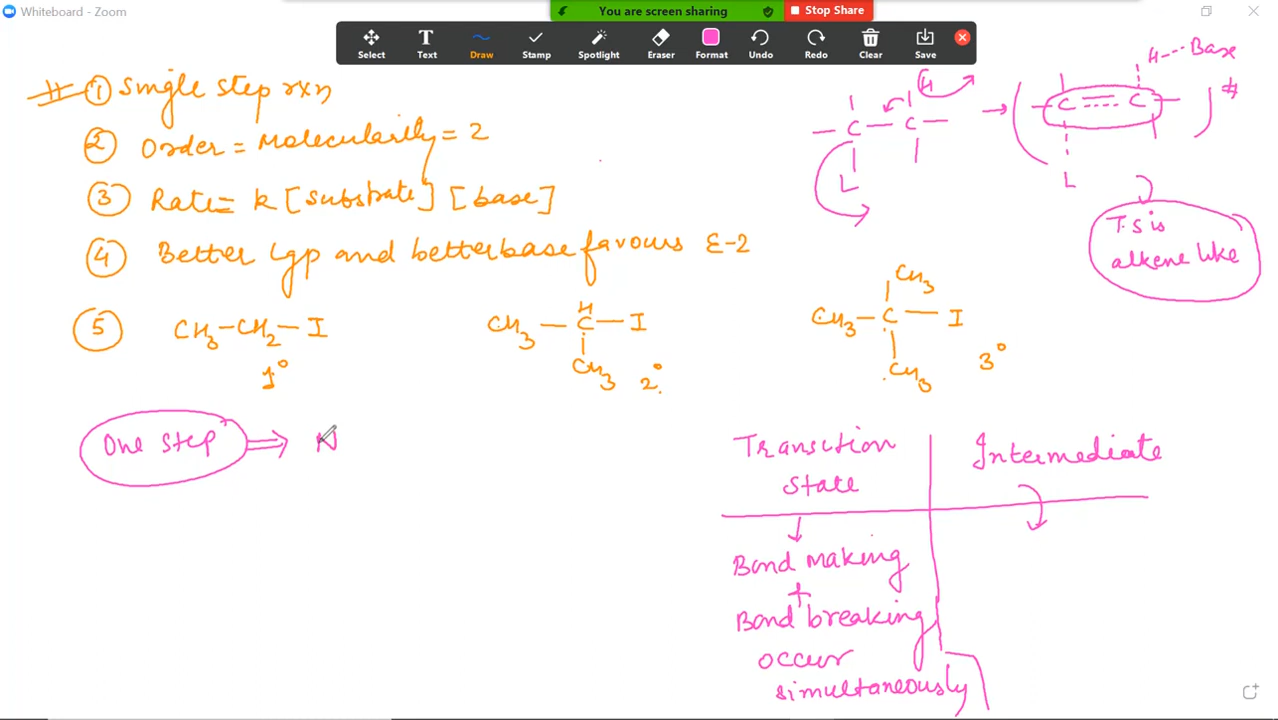 Whiteboard - Zoom
You are screen sharing
Stop Share
Select
Text
Draw
Stamp
Spotlight
Eraser
Format
Undo
Redo
Clear
Save
① Single step rxn
② Order = Molecularity = 2
③ Rate = k [substrate] [base]
④ Better lgp and better base favours E-2
⑤ CH3-CH2-I
1°
H
CH3 — C — I
CH3
2°
CH3
CH3 — C — I
CH3
3°
H
— C — C —
L
H --- Base
— C C —
L
#
T.S is
alkene like
One step ⇒ N
Transition
state
Intermediate
Bond making
+
Bond breaking
occur
simultaneously